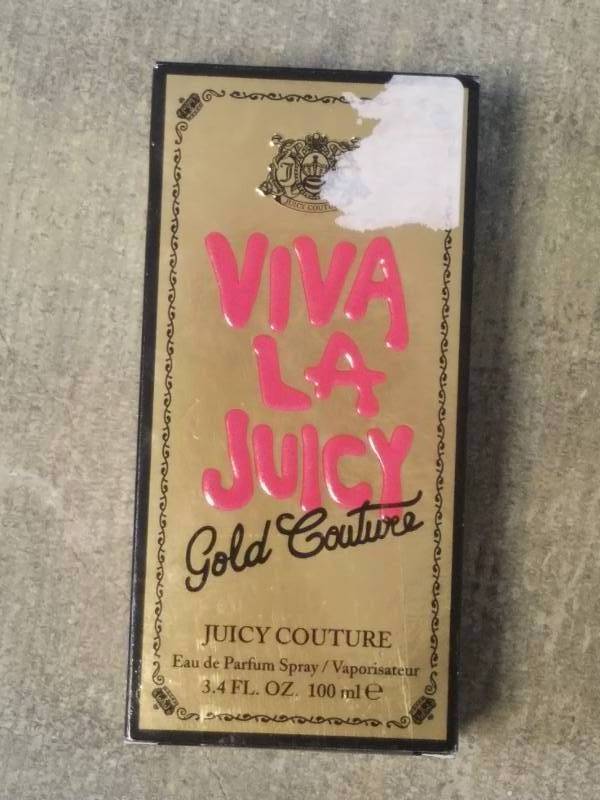 J
JUICY COUTU
VIVA
LA
JUICY
Gold Couture
JUICY COUTURE
Eau de Parfum Spray / Vaporisateur
3.4 FL. OZ. 100 ml ℮